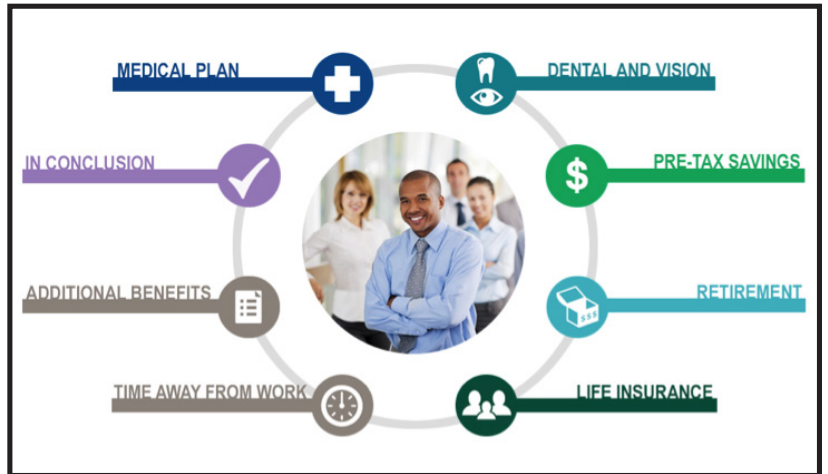 MEDICAL PLAN
DENTAL AND VISION
IN CONCLUSION
$
PRE-TAX SAVINGS
ADDITIONAL BENEFITS
$$$
RETIREMENT
TIME AWAY FROM WORK
LIFE INSURANCE